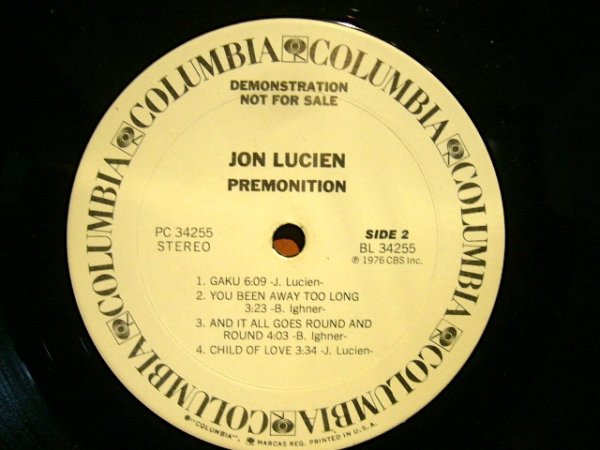 COLUMBIA COLUMBIA COLUMBIA COLUMBIA COLUMBIA COLUMBIA
DEMONSTRATION
NOT FOR SALE
JON LUCIEN
PREMONITION
PC 34255
STEREO
SIDE 2
BL 34255
℗ 1976 CBS Inc.
1. GAKU 6:09 -J. Lucien-
2. YOU BEEN AWAY TOO LONG
3:23 -B. Ighner-
3. AND IT ALL GOES ROUND AND
ROUND 4:03 -B. Ighner-
4. CHILD OF LOVE 3:34 -J. Lucien-
® "COLUMBIA", MARCAS REG. PRINTED IN U.S.A.